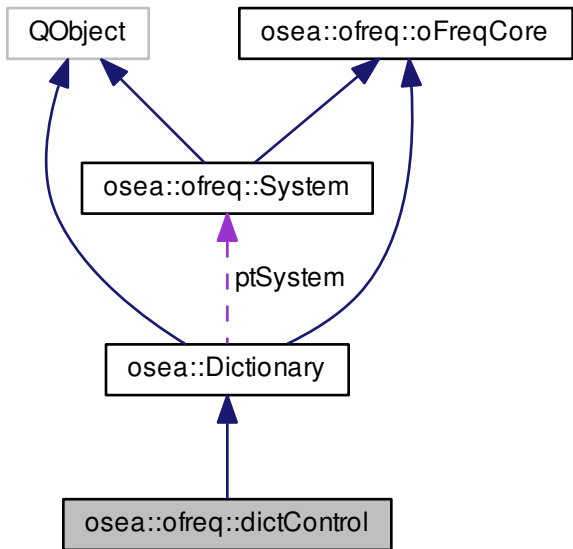 QObject
osea::ofreq::oFreqCore
osea::ofreq::System
ptSystem
osea::Dictionary
osea::ofreq::dictControl